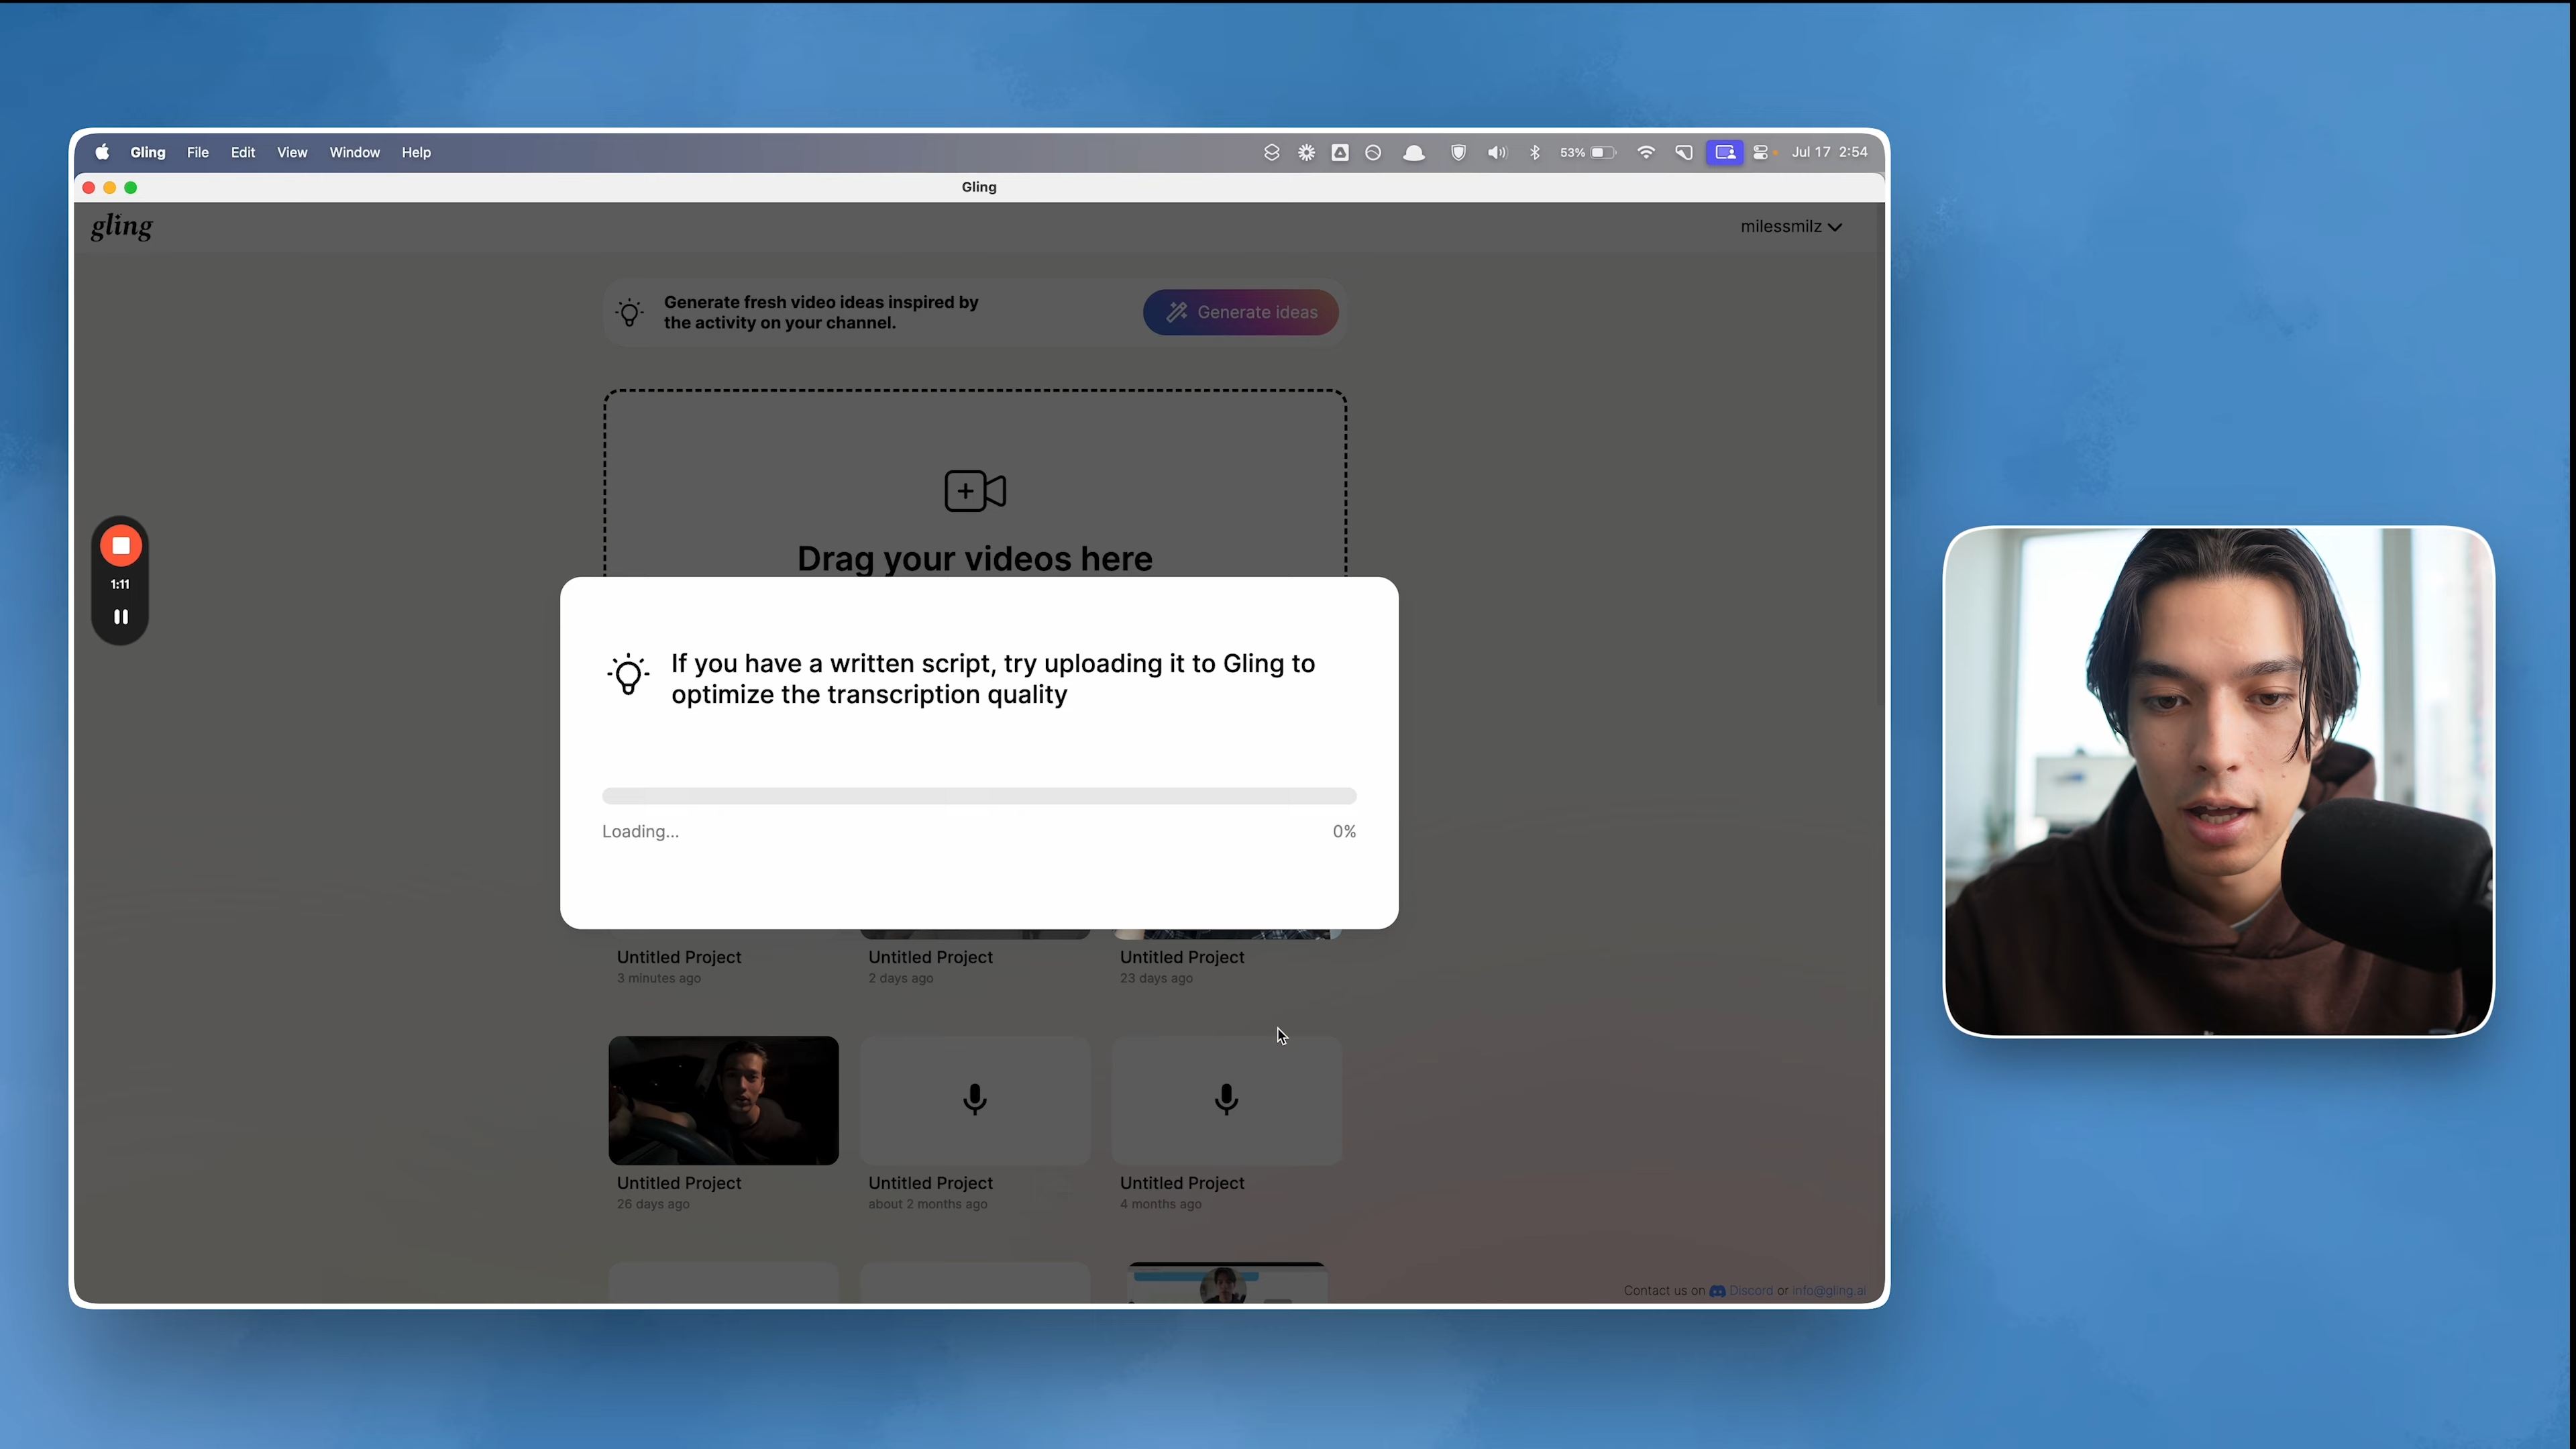 Gling File Edit View Window Help
53% Jul 17 2:54
Gling
gling
milessmilz
Generate fresh video ideas inspired by
the activity on your channel.
Generate ideas
Drag your videos here
1:11
If you have a written script, try uploading it to Gling to
optimize the transcription quality
Loading...
0%
Untitled Project
3 minutes ago
Untitled Project
2 days ago
Untitled Project
23 days ago
Untitled Project
26 days ago
Untitled Project
about 2 months ago
Untitled Project
4 months ago
Contact us on Discord or info@gling.ai